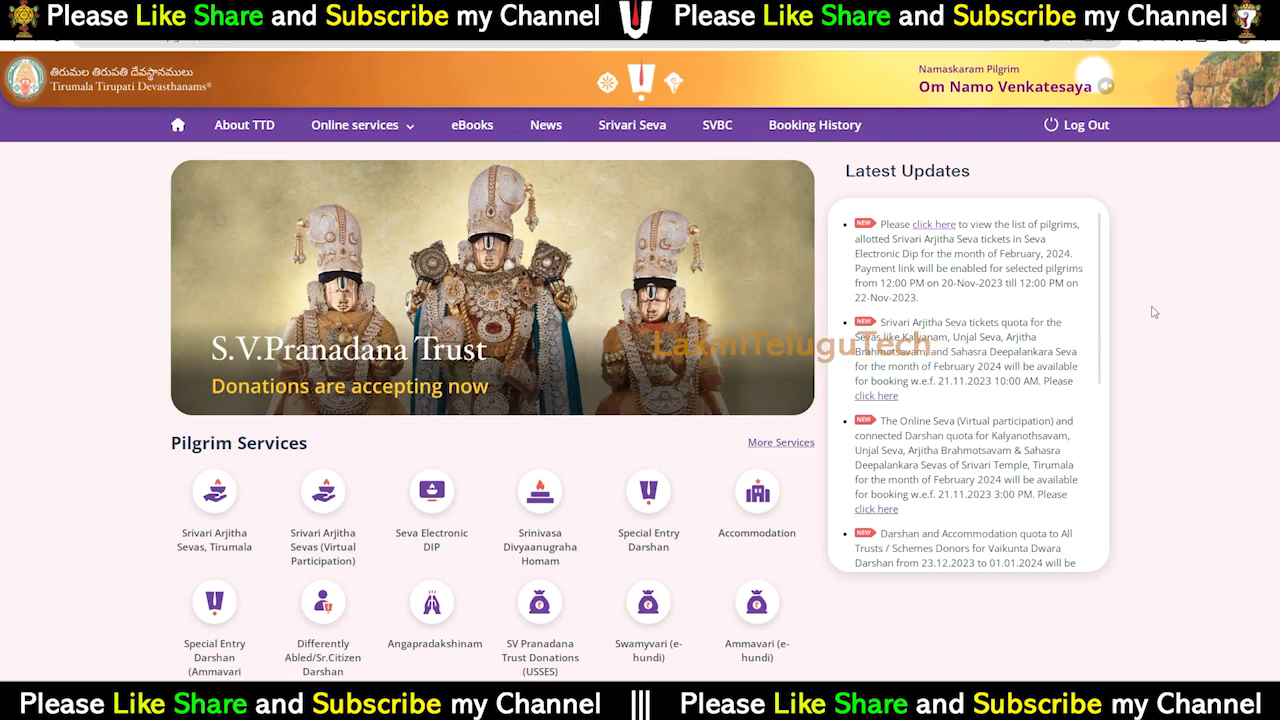 Please Like Share and Subscribe my Channel
Please Like Share and Subscribe my Channel
తిరుమల తిరుపతి దేవస్థానములు
Tirumala Tirupati Devasthanams®
Namaskaram Pilgrim
Om Namo Venkatesaya
About TTD
Online services
eBooks
News
Srivari Seva
SVBC
Booking History
Log Out
S.V.Pranadana Trust
Donations are accepting now
LaxmiTeluguTech
Latest Updates
NEW Please click here to view the list of pilgrims,
allotted Srivari Arjitha Seva tickets in Seva
Electronic Dip for the month of February, 2024.
Payment link will be enabled for selected pilgrims
from 12:00 PM on 20-Nov-2023 till 12:00 PM on
22-Nov-2023.
NEW Srivari Arjitha Seva tickets quota for the
Sevas like Kalyanam, Unjal Seva, Arjitha
Brahmotsavam, and Sahasra Deepalankara Seva
for the month of February 2024 will be available
for booking w.e.f. 21.11.2023 10:00 AM. Please
click here
NEW The Online Seva (Virtual participation) and
connected Darshan quota for Kalyanothsavam,
Unjal Seva, Arjitha Brahmotsavam & Sahasra
Deepalankara Sevas of Srivari Temple, Tirumala
for the month of February 2024 will be available
for booking w.e.f. 21.11.2023 3:00 PM. Please
click here
NEW Darshan and Accommodation quota to All
Trusts / Schemes Donors for Vaikunta Dwara
Darshan from 23.12.2023 to 01.01.2024 will be
Pilgrim Services
More Services
Srivari Arjitha
Sevas, Tirumala
Srivari Arjitha
Sevas (Virtual
Participation)
Seva Electronic
DIP
Srinivasa
Divyaanugraha
Homam
Special Entry
Darshan
Accommodation
Special Entry
Darshan
(Ammavari
Differently
Abled/Sr.Citizen
Darshan
Angapradakshinam
SV Pranadana
Trust Donations
(USSES)
Swamyvari (e-
hundi)
Ammavari (e-
hundi)
Please Like Share and Subscribe my Channel
|||
Please Like Share and Subscribe my Channel